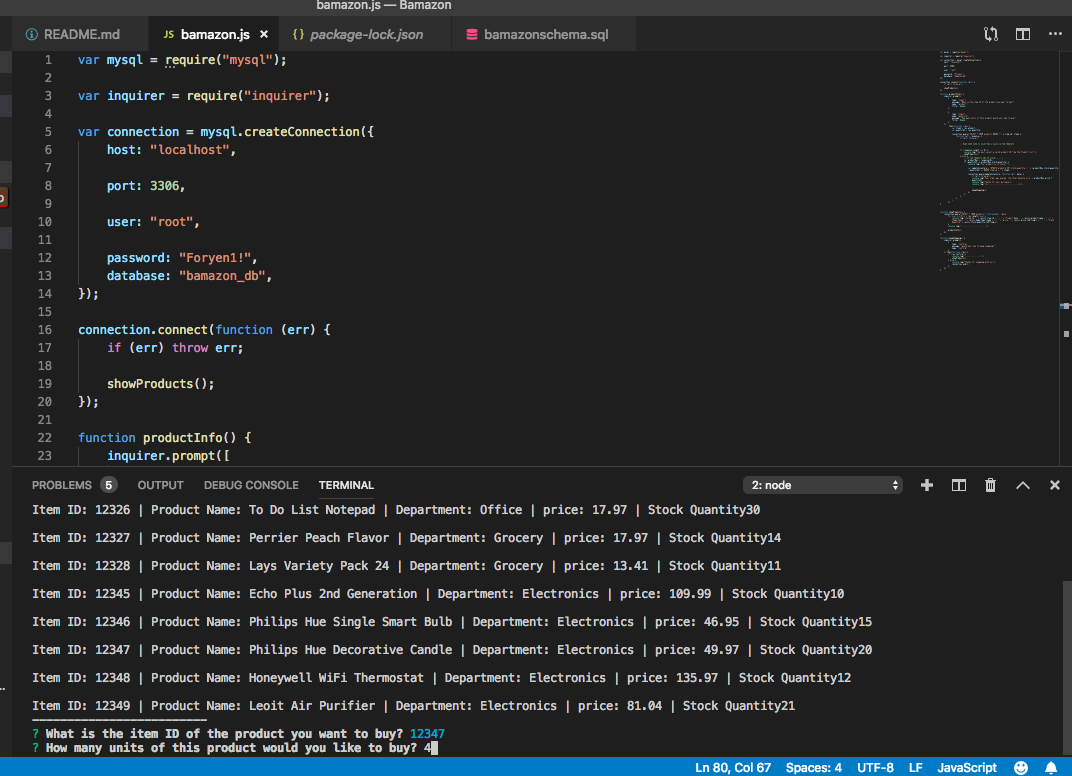 bamazon.js — Bamazon
README.md
JS bamazon.js
{} package-lock.json
bamazonschema.sql
1 var mysql = require("mysql");
2
3 var inquirer = require("inquirer");
4
5 var connection = mysql.createConnection({
6 host: "localhost",
7
8 port: 3306,
9
10 user: "root",
11
12 password: "Foryen1!",
13 database: "bamazon_db",
14 });
15
16 connection.connect(function (err) {
17 if (err) throw err;
18
19 showProducts();
20 });
21
22 function productInfo() {
23 inquirer.prompt([
PROBLEMS 5 OUTPUT DEBUG CONSOLE TERMINAL 2: node
Item ID: 12326 | Product Name: To Do List Notepad | Department: Office | price: 17.97 | Stock Quantity30
Item ID: 12327 | Product Name: Perrier Peach Flavor | Department: Grocery | price: 17.97 | Stock Quantity14
Item ID: 12328 | Product Name: Lays Variety Pack 24 | Department: Grocery | price: 13.41 | Stock Quantity11
Item ID: 12345 | Product Name: Echo Plus 2nd Generation | Department: Electronics | price: 109.99 | Stock Quantity10
Item ID: 12346 | Product Name: Philips Hue Single Smart Bulb | Department: Electronics | price: 46.95 | Stock Quantity15
Item ID: 12347 | Product Name: Philips Hue Decorative Candle | Department: Electronics | price: 49.97 | Stock Quantity20
Item ID: 12348 | Product Name: Honeywell WiFi Thermostat | Department: Electronics | price: 135.97 | Stock Quantity12
Item ID: 12349 | Product Name: Leoit Air Purifier | Department: Electronics | price: 81.04 | Stock Quantity21
? What is the item ID of the product you want to buy? 12347
? How many units of this product would you like to buy? 4
Ln 80, Col 67 Spaces: 4 UTF-8 LF JavaScript